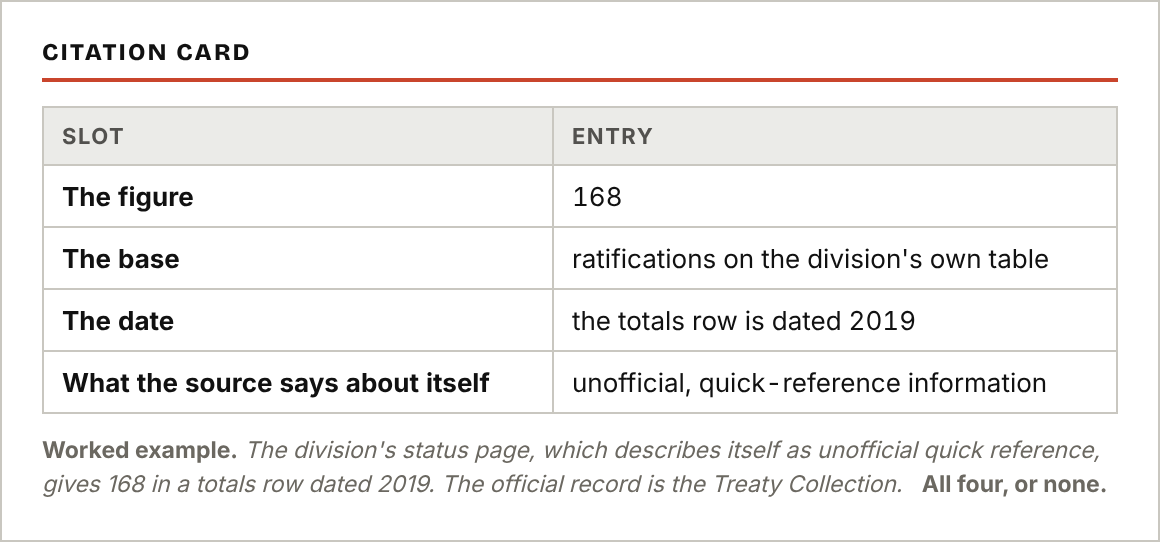 CITATION CARD
SLOT ENTRY
The figure 168
The base ratifications on the division's own table
The date the totals row is dated 2019
What the source says about itself unofficial, quick-reference information
Worked example. The division's status page, which describes itself as unofficial quick reference,
gives 168 in a totals row dated 2019. The official record is the Treaty Collection. All four, or none.